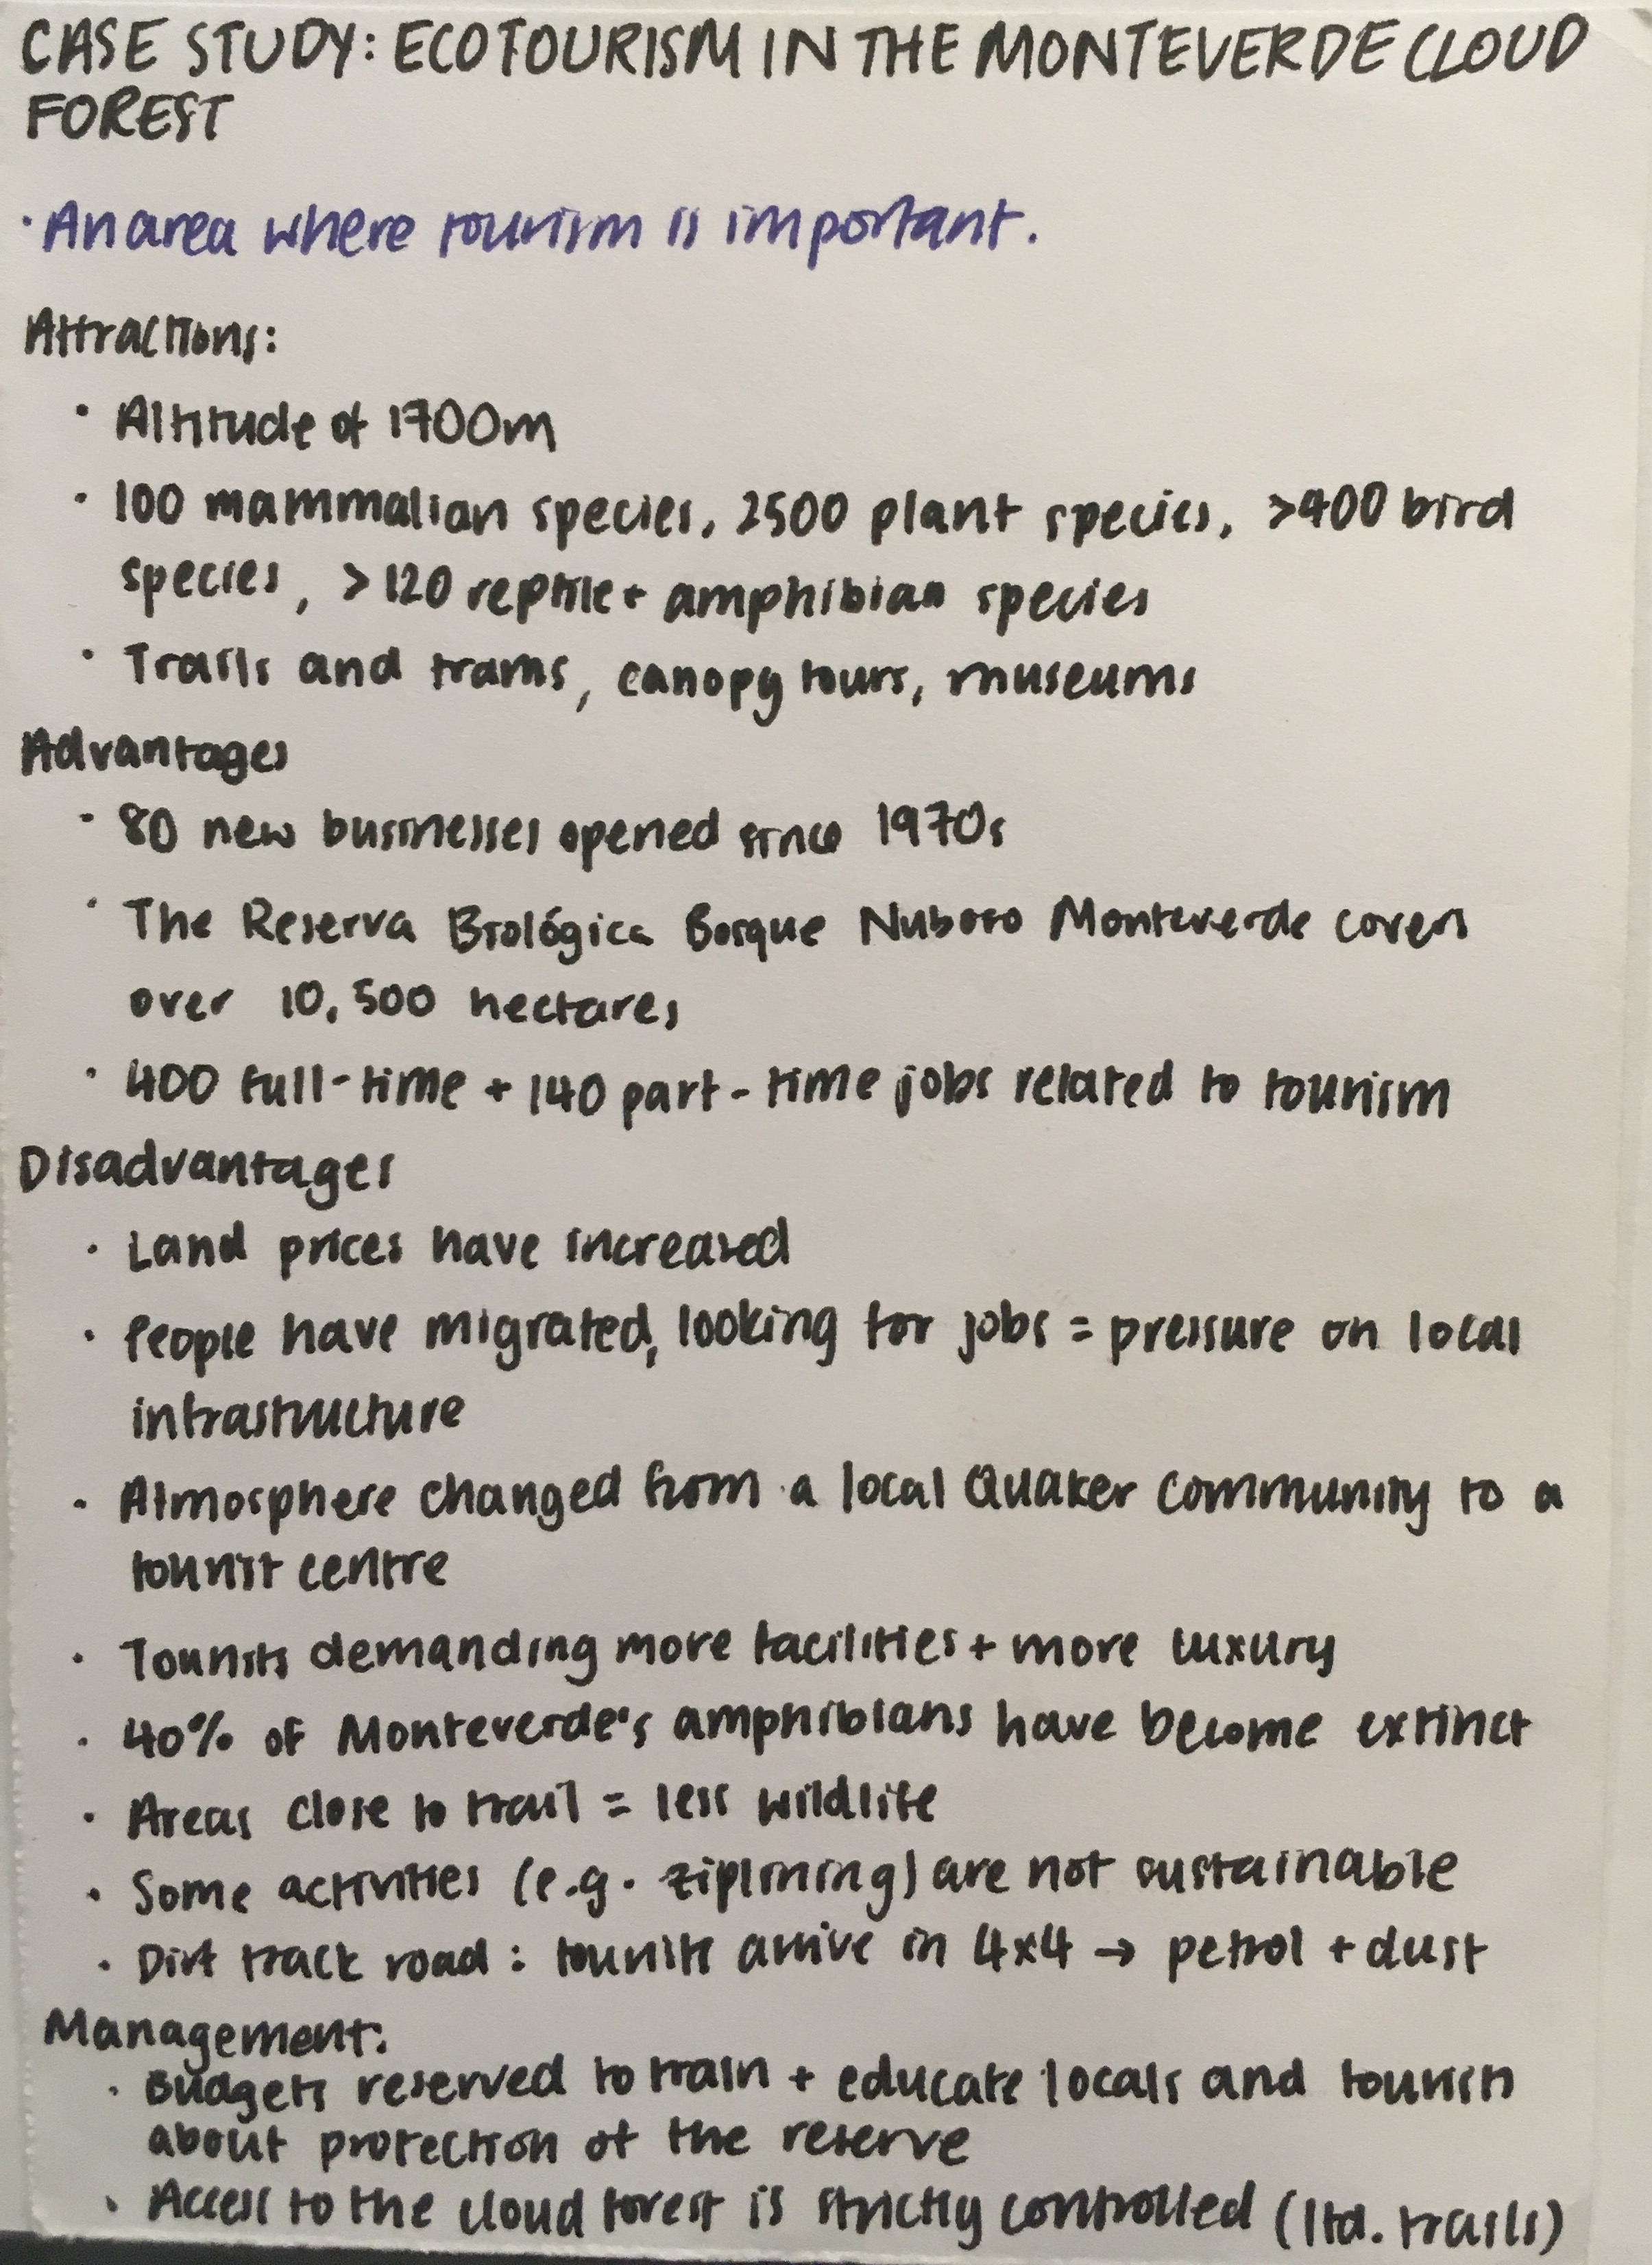 CASE STUDY: ECOTOURISM IN THE MONTEVERDE CLOUD
FOREST
· An area where tourism is important.
Attractions:
· Altitude of 1700m
· 100 mammalian species, 2500 plant species, >400 bird
species, >120 reptile + amphibian species
· Trails and trams, canopy tours, museums
Advantages
· 80 new businesses opened since 1970s
· The Reserva Biológica Bosque Nuboso Monteverde covers
over 10,500 hectares
· 400 full-time + 140 part-time jobs related to tourism
Disadvantages
· Land prices have increased
· People have migrated, looking for jobs = pressure on local
infrastructure
· Atmosphere changed from a local Quaker community to a
tourist centre
· Tourists demanding more facilities + more luxury
· 40% of Monteverde's amphibians have become extinct
· Areas close to trail = less wildlife
· Some activities (e.g. ziplining) are not sustainable
· Dirt track road: tourists arrive in 4x4 → petrol + dust
Management:
· Budgets reserved to train + educate locals and tourists
about protection of the reserve
· Access to the cloud forest is strictly controlled (ltd. trails)